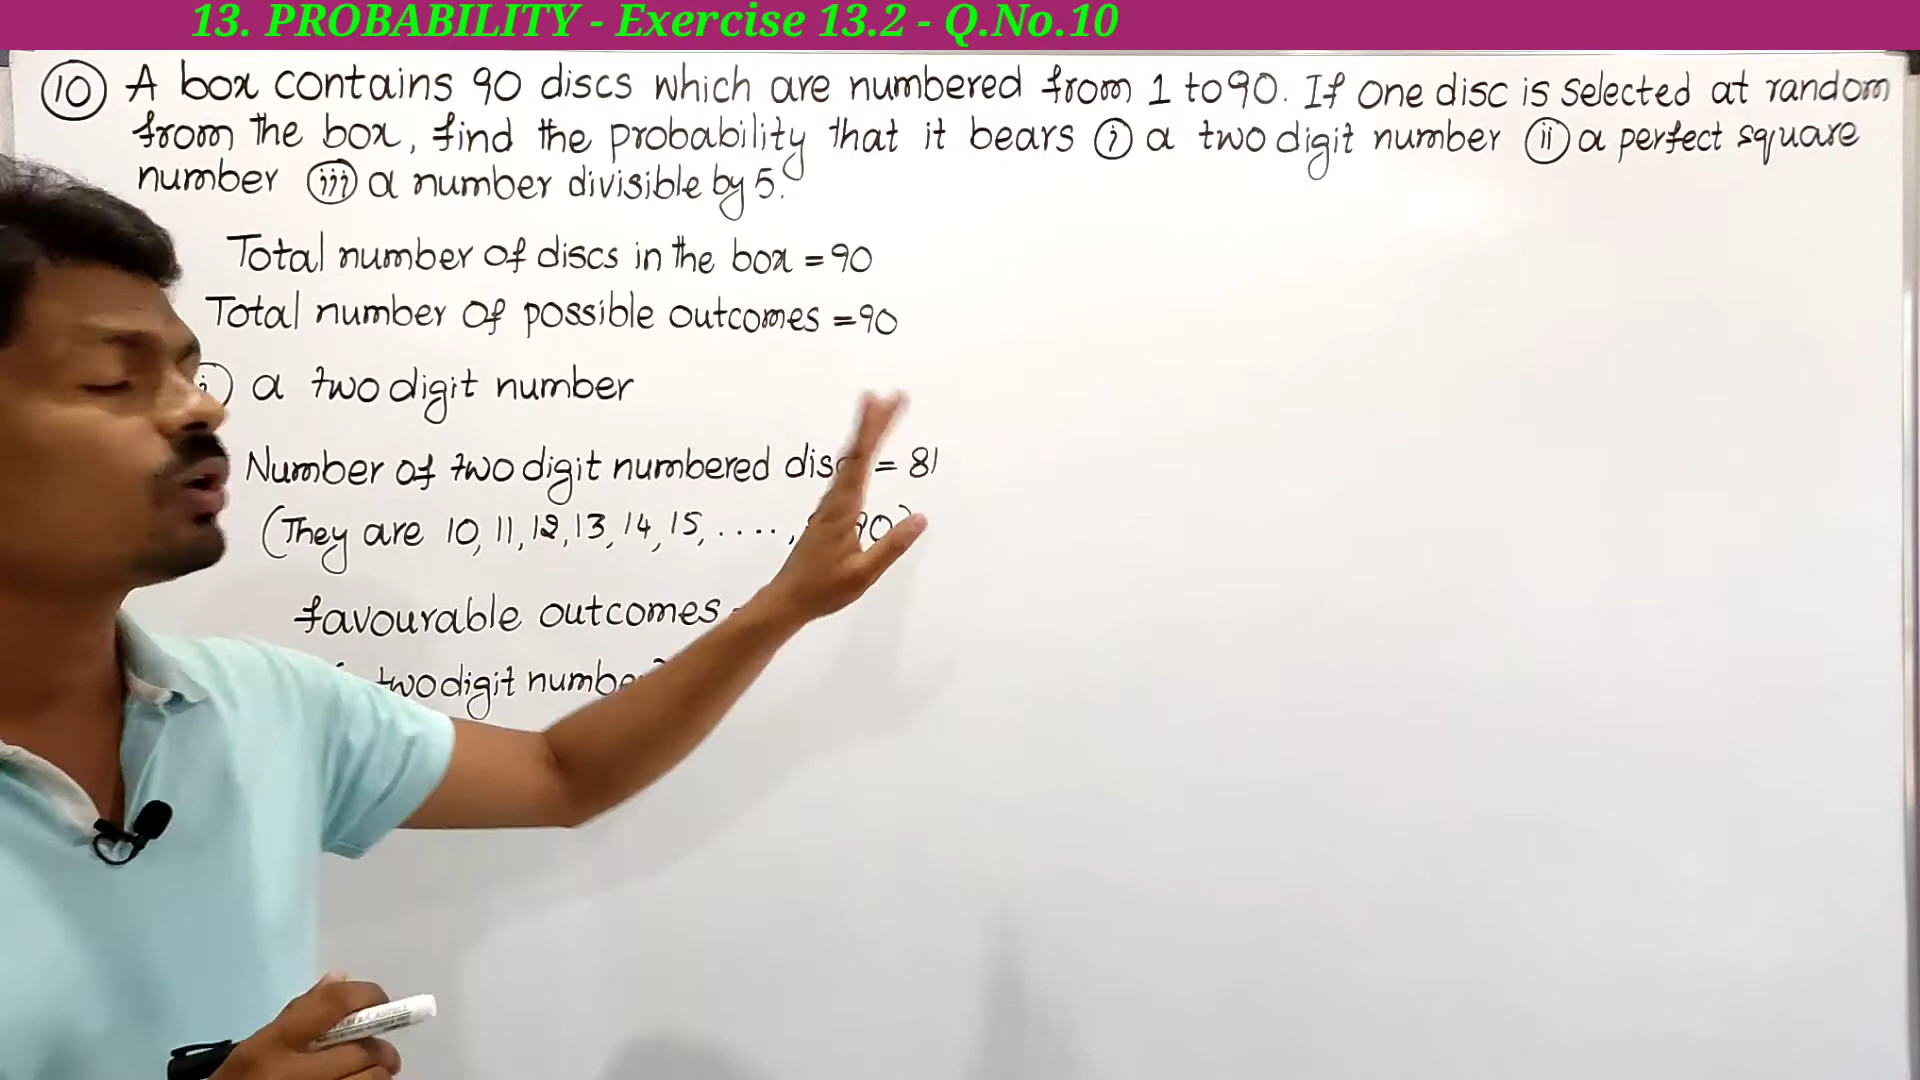 13. PROBABILITY - Exercise 13.2 - Q.No.10
10 A box contains 90 discs which are numbered from 1 to 90. If one disc is selected at random
from the box, find the probability that it bears (i) a two digit number (ii) a perfect square
number (iii) a number divisible by 5.
Total number of discs in the box = 90
Total number of possible outcomes = 90
a two digit number
Number of two digit numbered = 81
(They are 10, 11, 12, 13, 14, 15, ....,
favourable outcomes
two digit